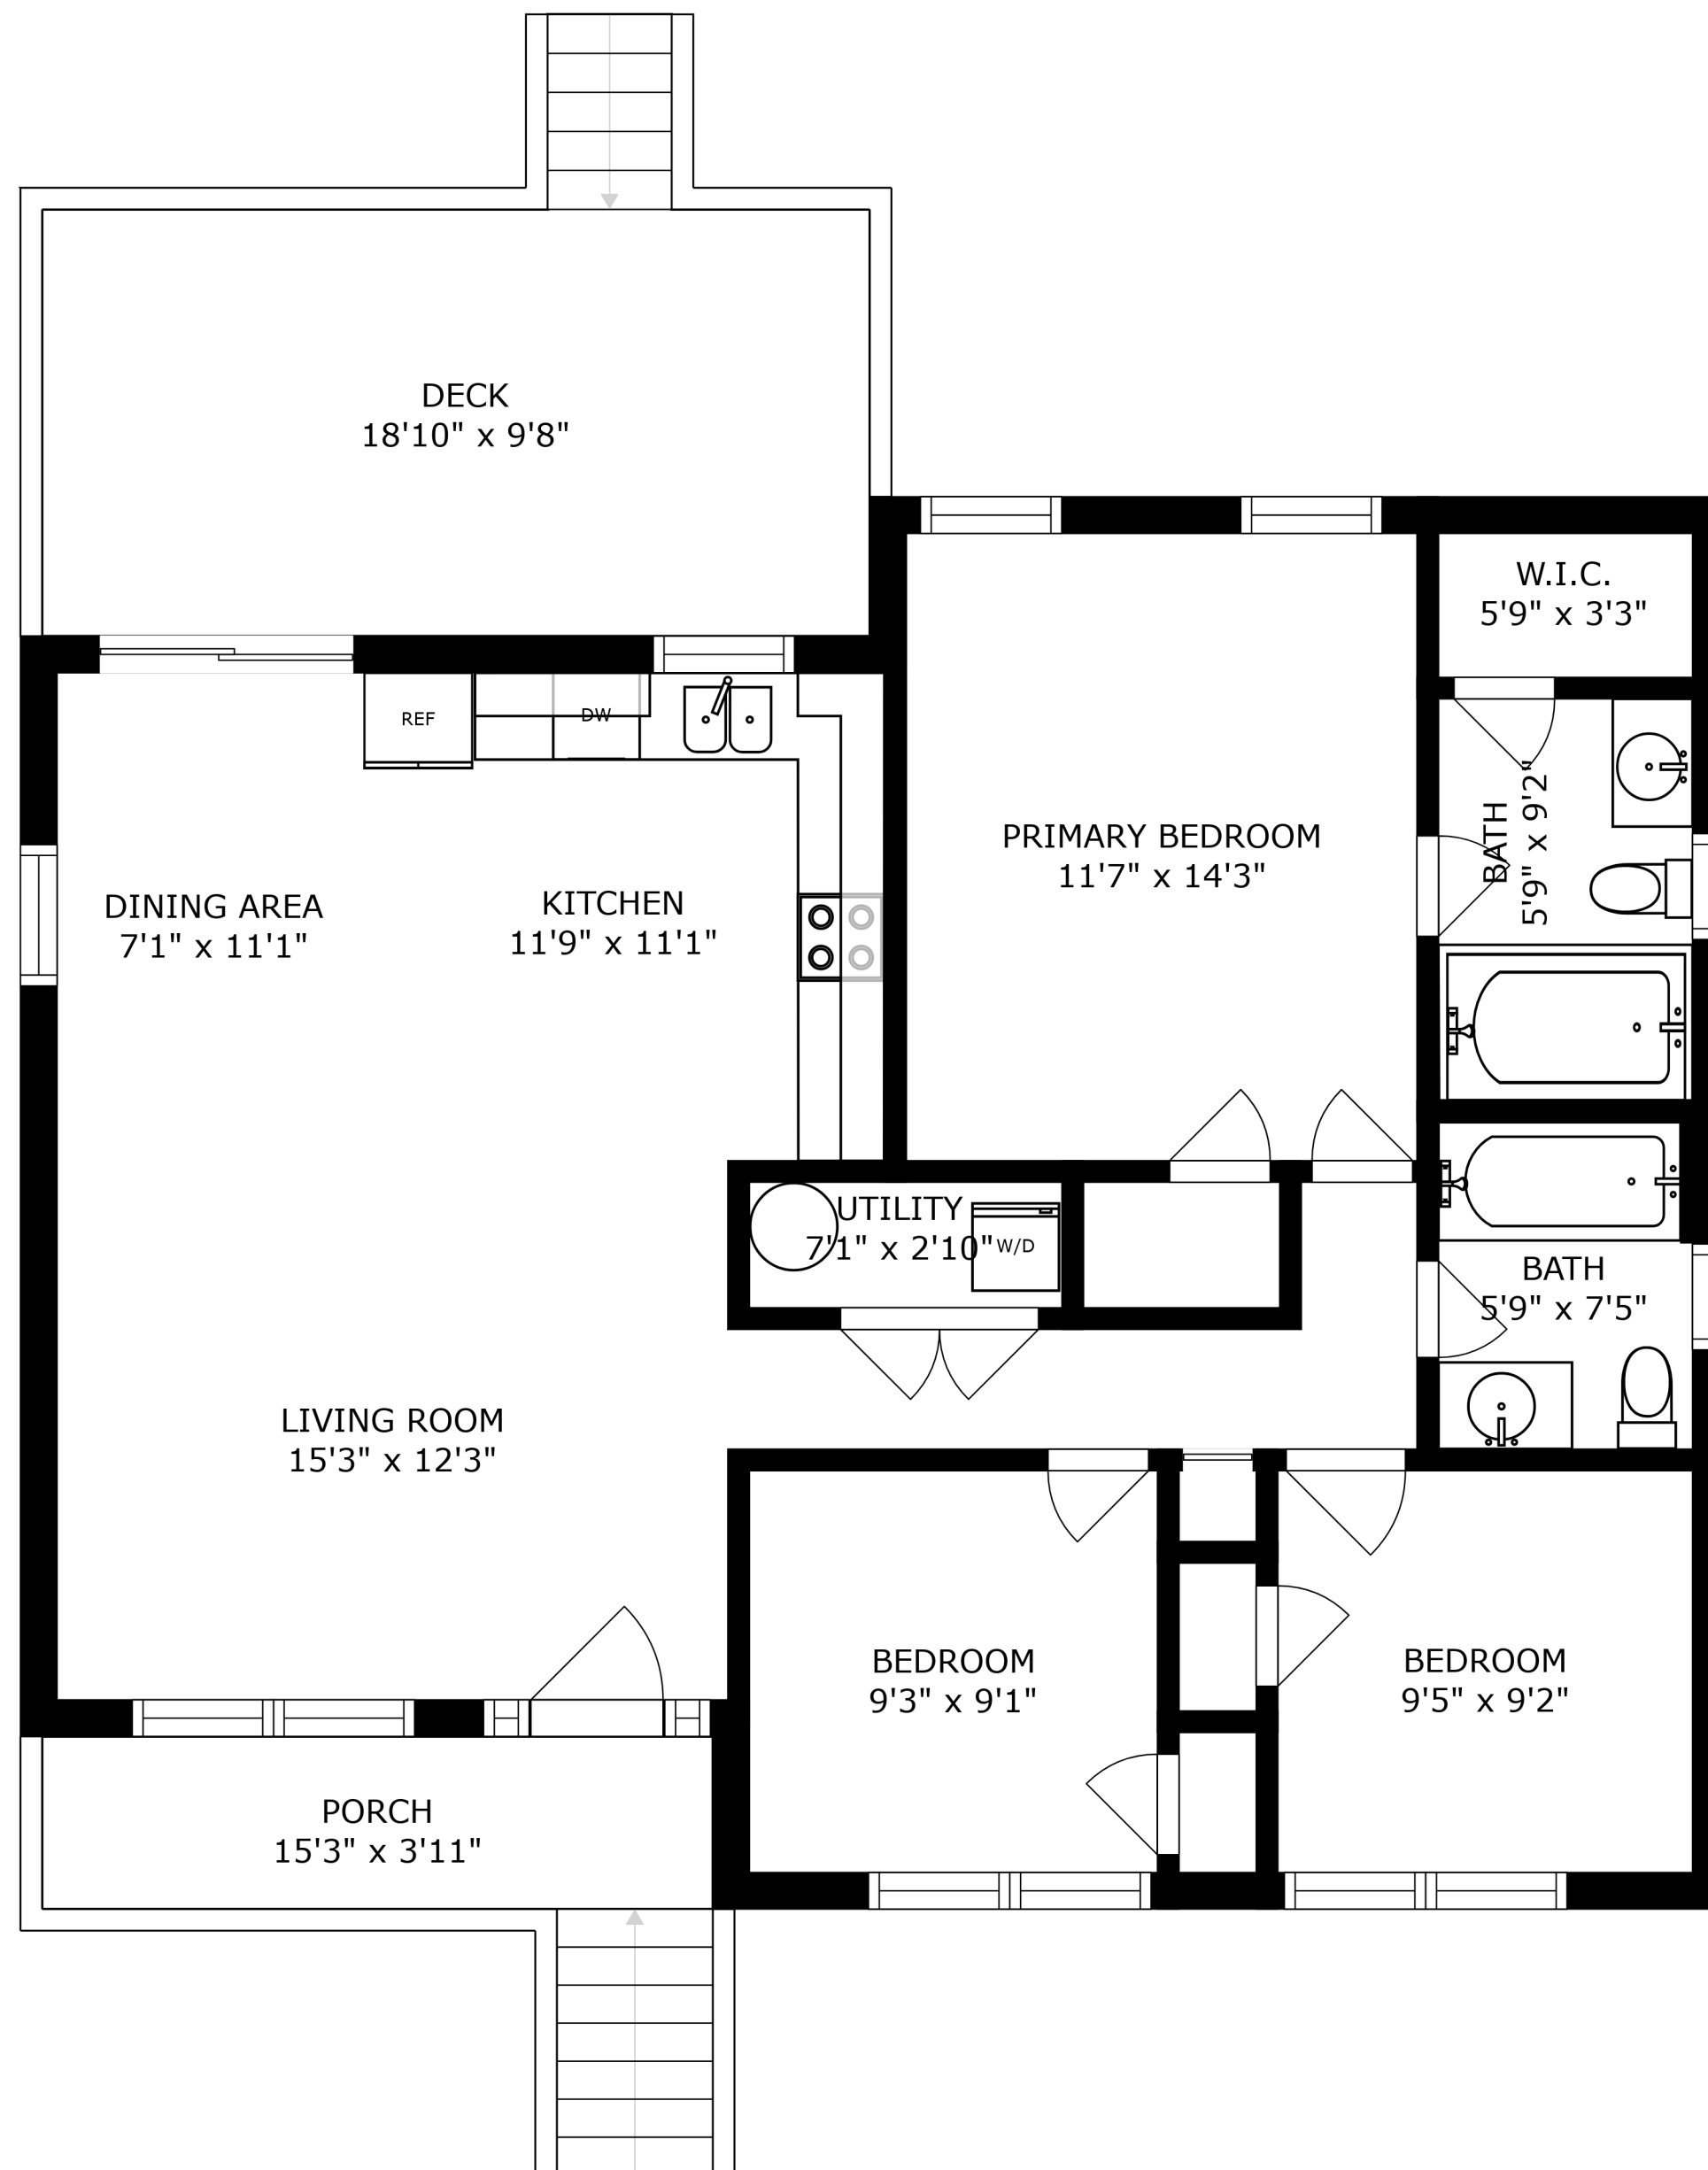 DECK
18'10" x 9'8"
W.I.C.
5'9" x 3'3"
REF
DW
PRIMARY BEDROOM
11'7" x 14'3"
BATH
5'9" x 9'2"
DINING AREA
7'1" x 11'1"
KITCHEN
11'9" x 11'1"
UTILITY
7'1" x 2'10"
W/D
BATH
5'9" x 7'5"
LIVING ROOM
15'3" x 12'3"
BEDROOM
9'3" x 9'1"
BEDROOM
9'5" x 9'2"
PORCH
15'3" x 3'11"